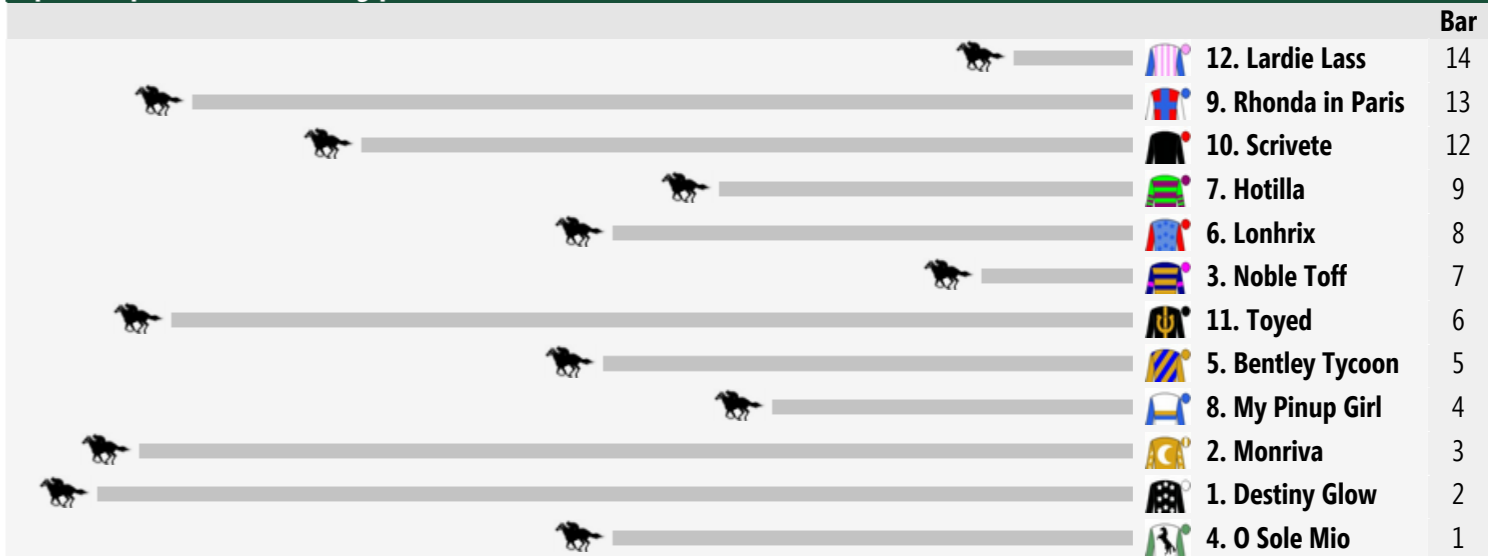 Bar
12. Lardie Lass 14
9. Rhonda in Paris 13
10. Scrivete 12
7. Hotilla 9
6. Lonhrix 8
3. Noble Toff 7
11. Toyed 6
5. Bentley Tycoon 5
8. My Pinup Girl 4
2. Monriva 3
1. Destiny Glow 2
4. O Sole Mio 1